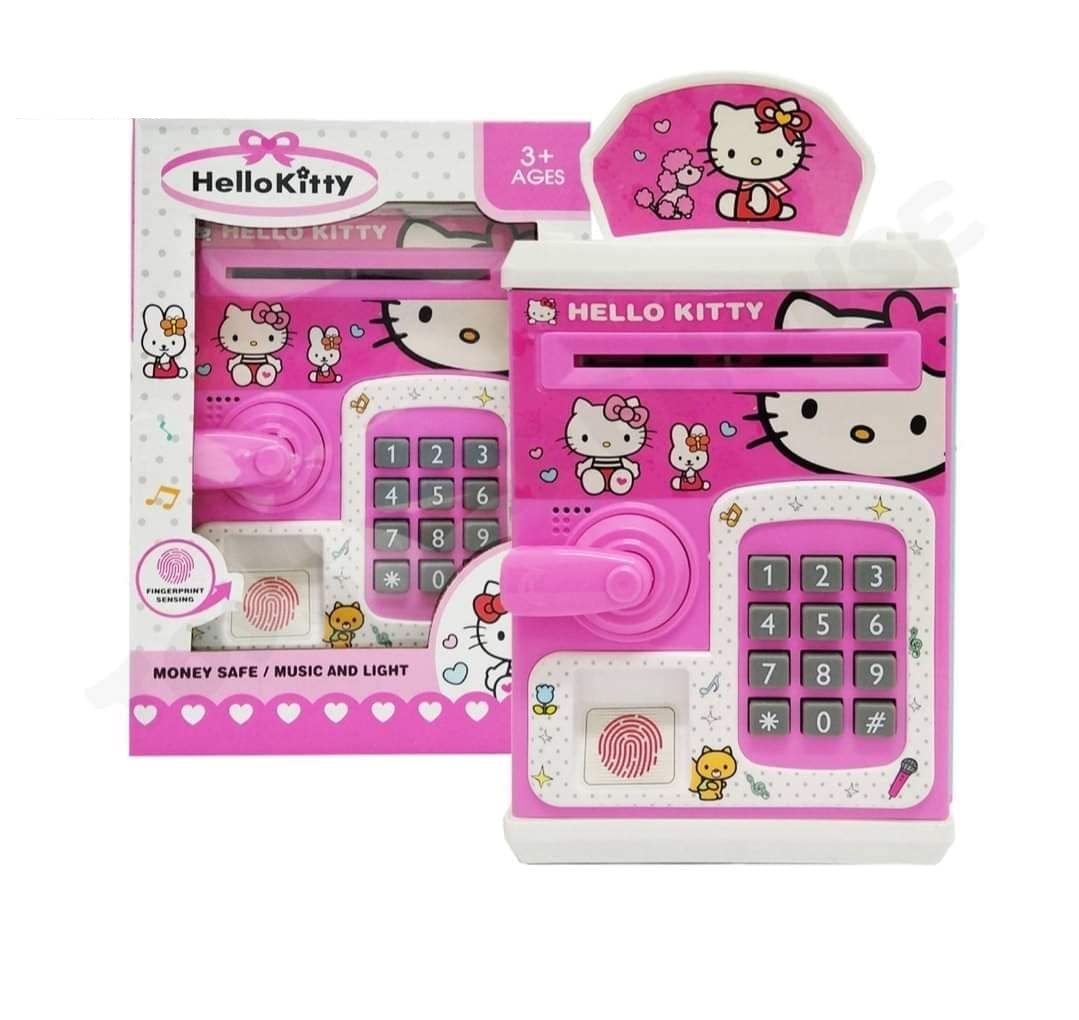 HelloKitty
3+
AGES
HELLO KITTY
1 2 3
4 5 6
7 8 9
* 0
FINGERPRINT
SENSING
MONEY SAFE / MUSIC AND LIGHT
HELLO KITTY
1 2 3
4 5 6
7 8 9
* 0 #